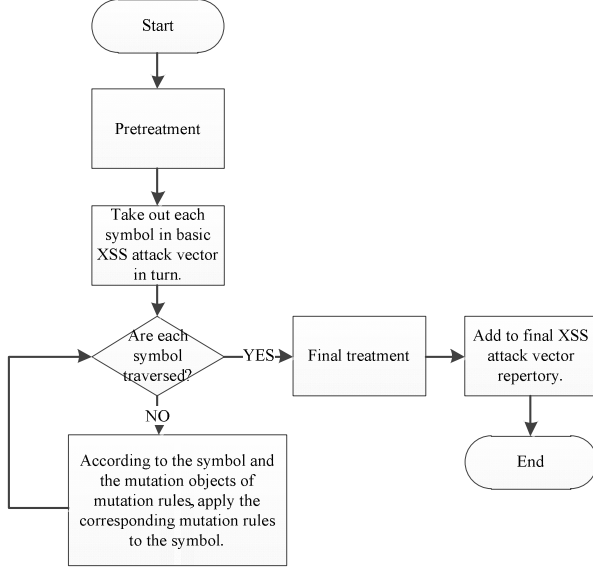 Start
Pretreatment
Take out each
symbol in basic
XSS attack vector
in turn.
Are each
symbol
traversed?
YES
Final treatment
Add to final XSS
attack vector
repertory.
NO
According to the symbol and
the mutation objects of
mutation rules, apply the
corresponding mutation rules
to the symbol.
End